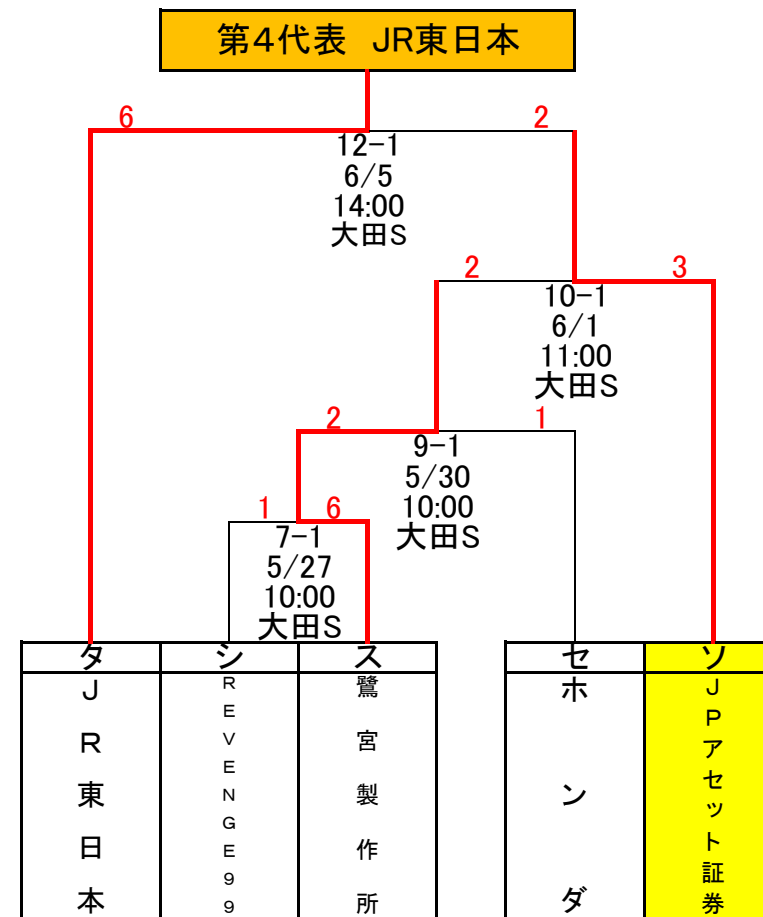 第4代表 JR東日本
6
2
12-1
6/5
14:00
大田S
2
3
10-1
6/1
11:00
大田S
2
1
9-1
5/30
10:00
大田S
1
6
7-1
5/27
10:00
大田S
タ
シ
ス
セ
ソ
JR東日本
REVENGE99
鷺宮製作所
ホンダ
JPアセット証券